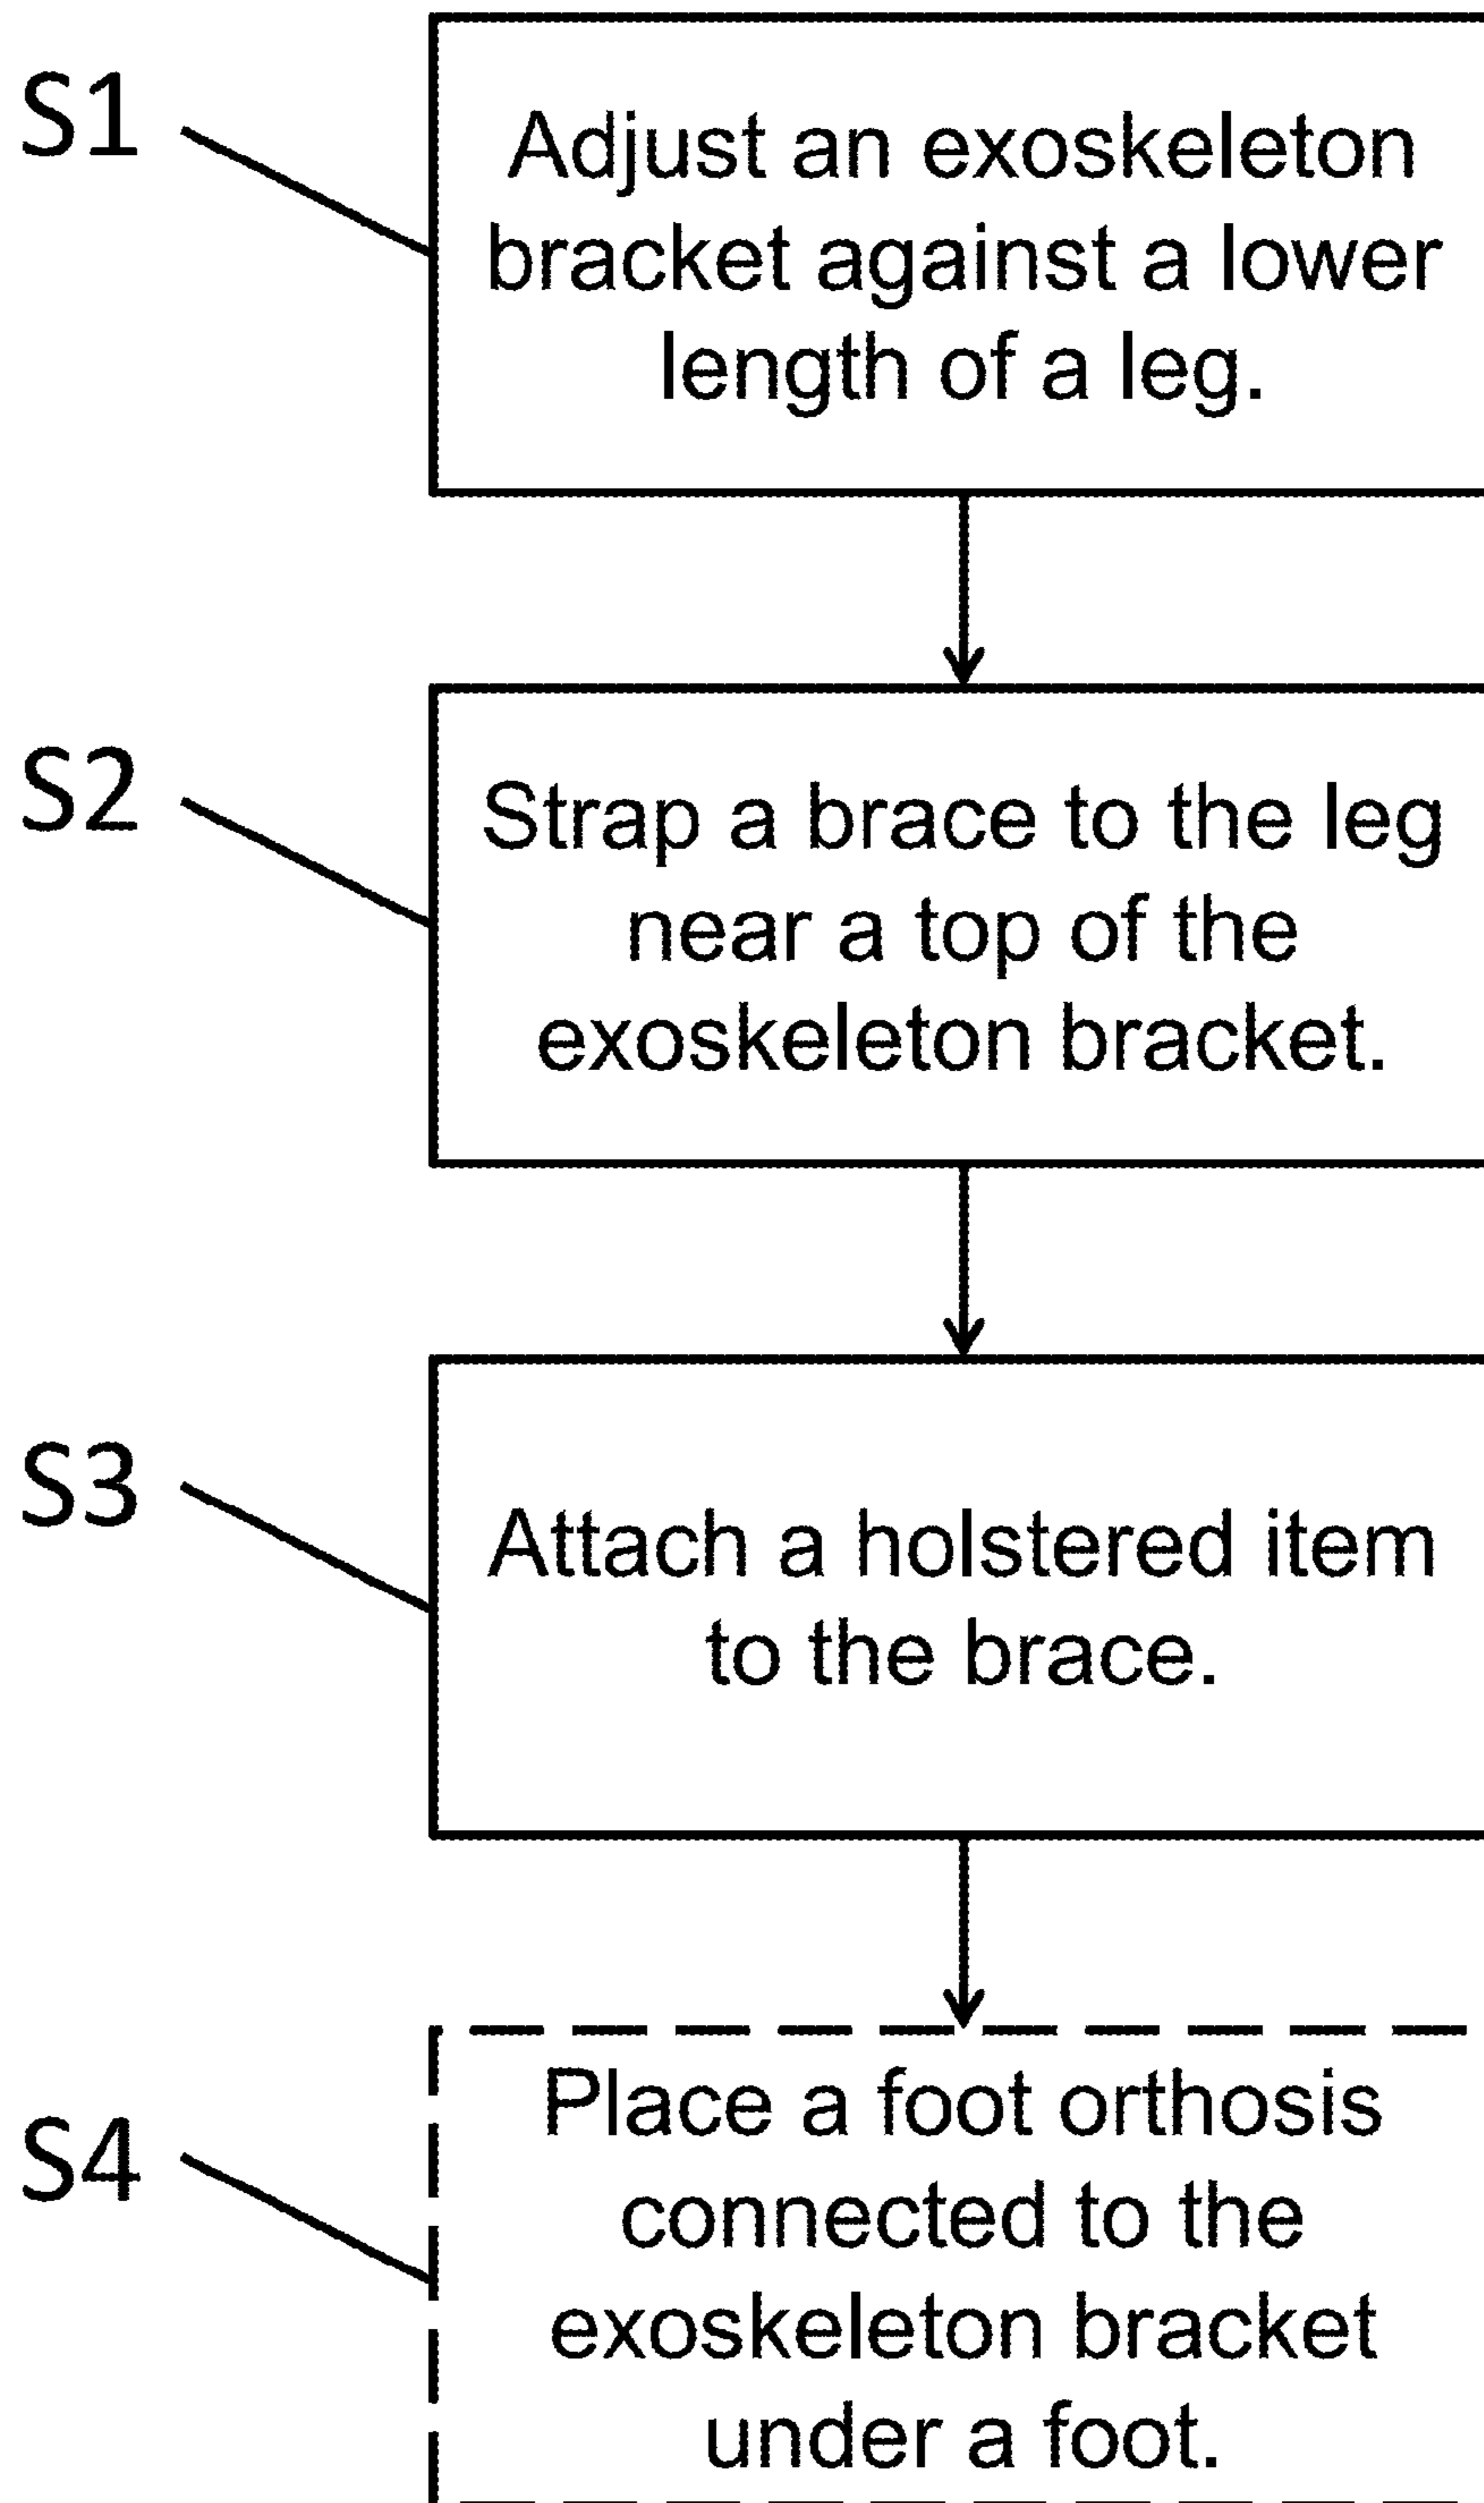 S1
Adjust an exoskeleton
bracket against a lower
length of a leg.
S2
Strap a brace to the leg
near a top of the
exoskeleton bracket.
S3
Attach a holstered item
to the brace.
S4
Place a foot orthosis
connected to the
exoskeleton bracket
under a foot.